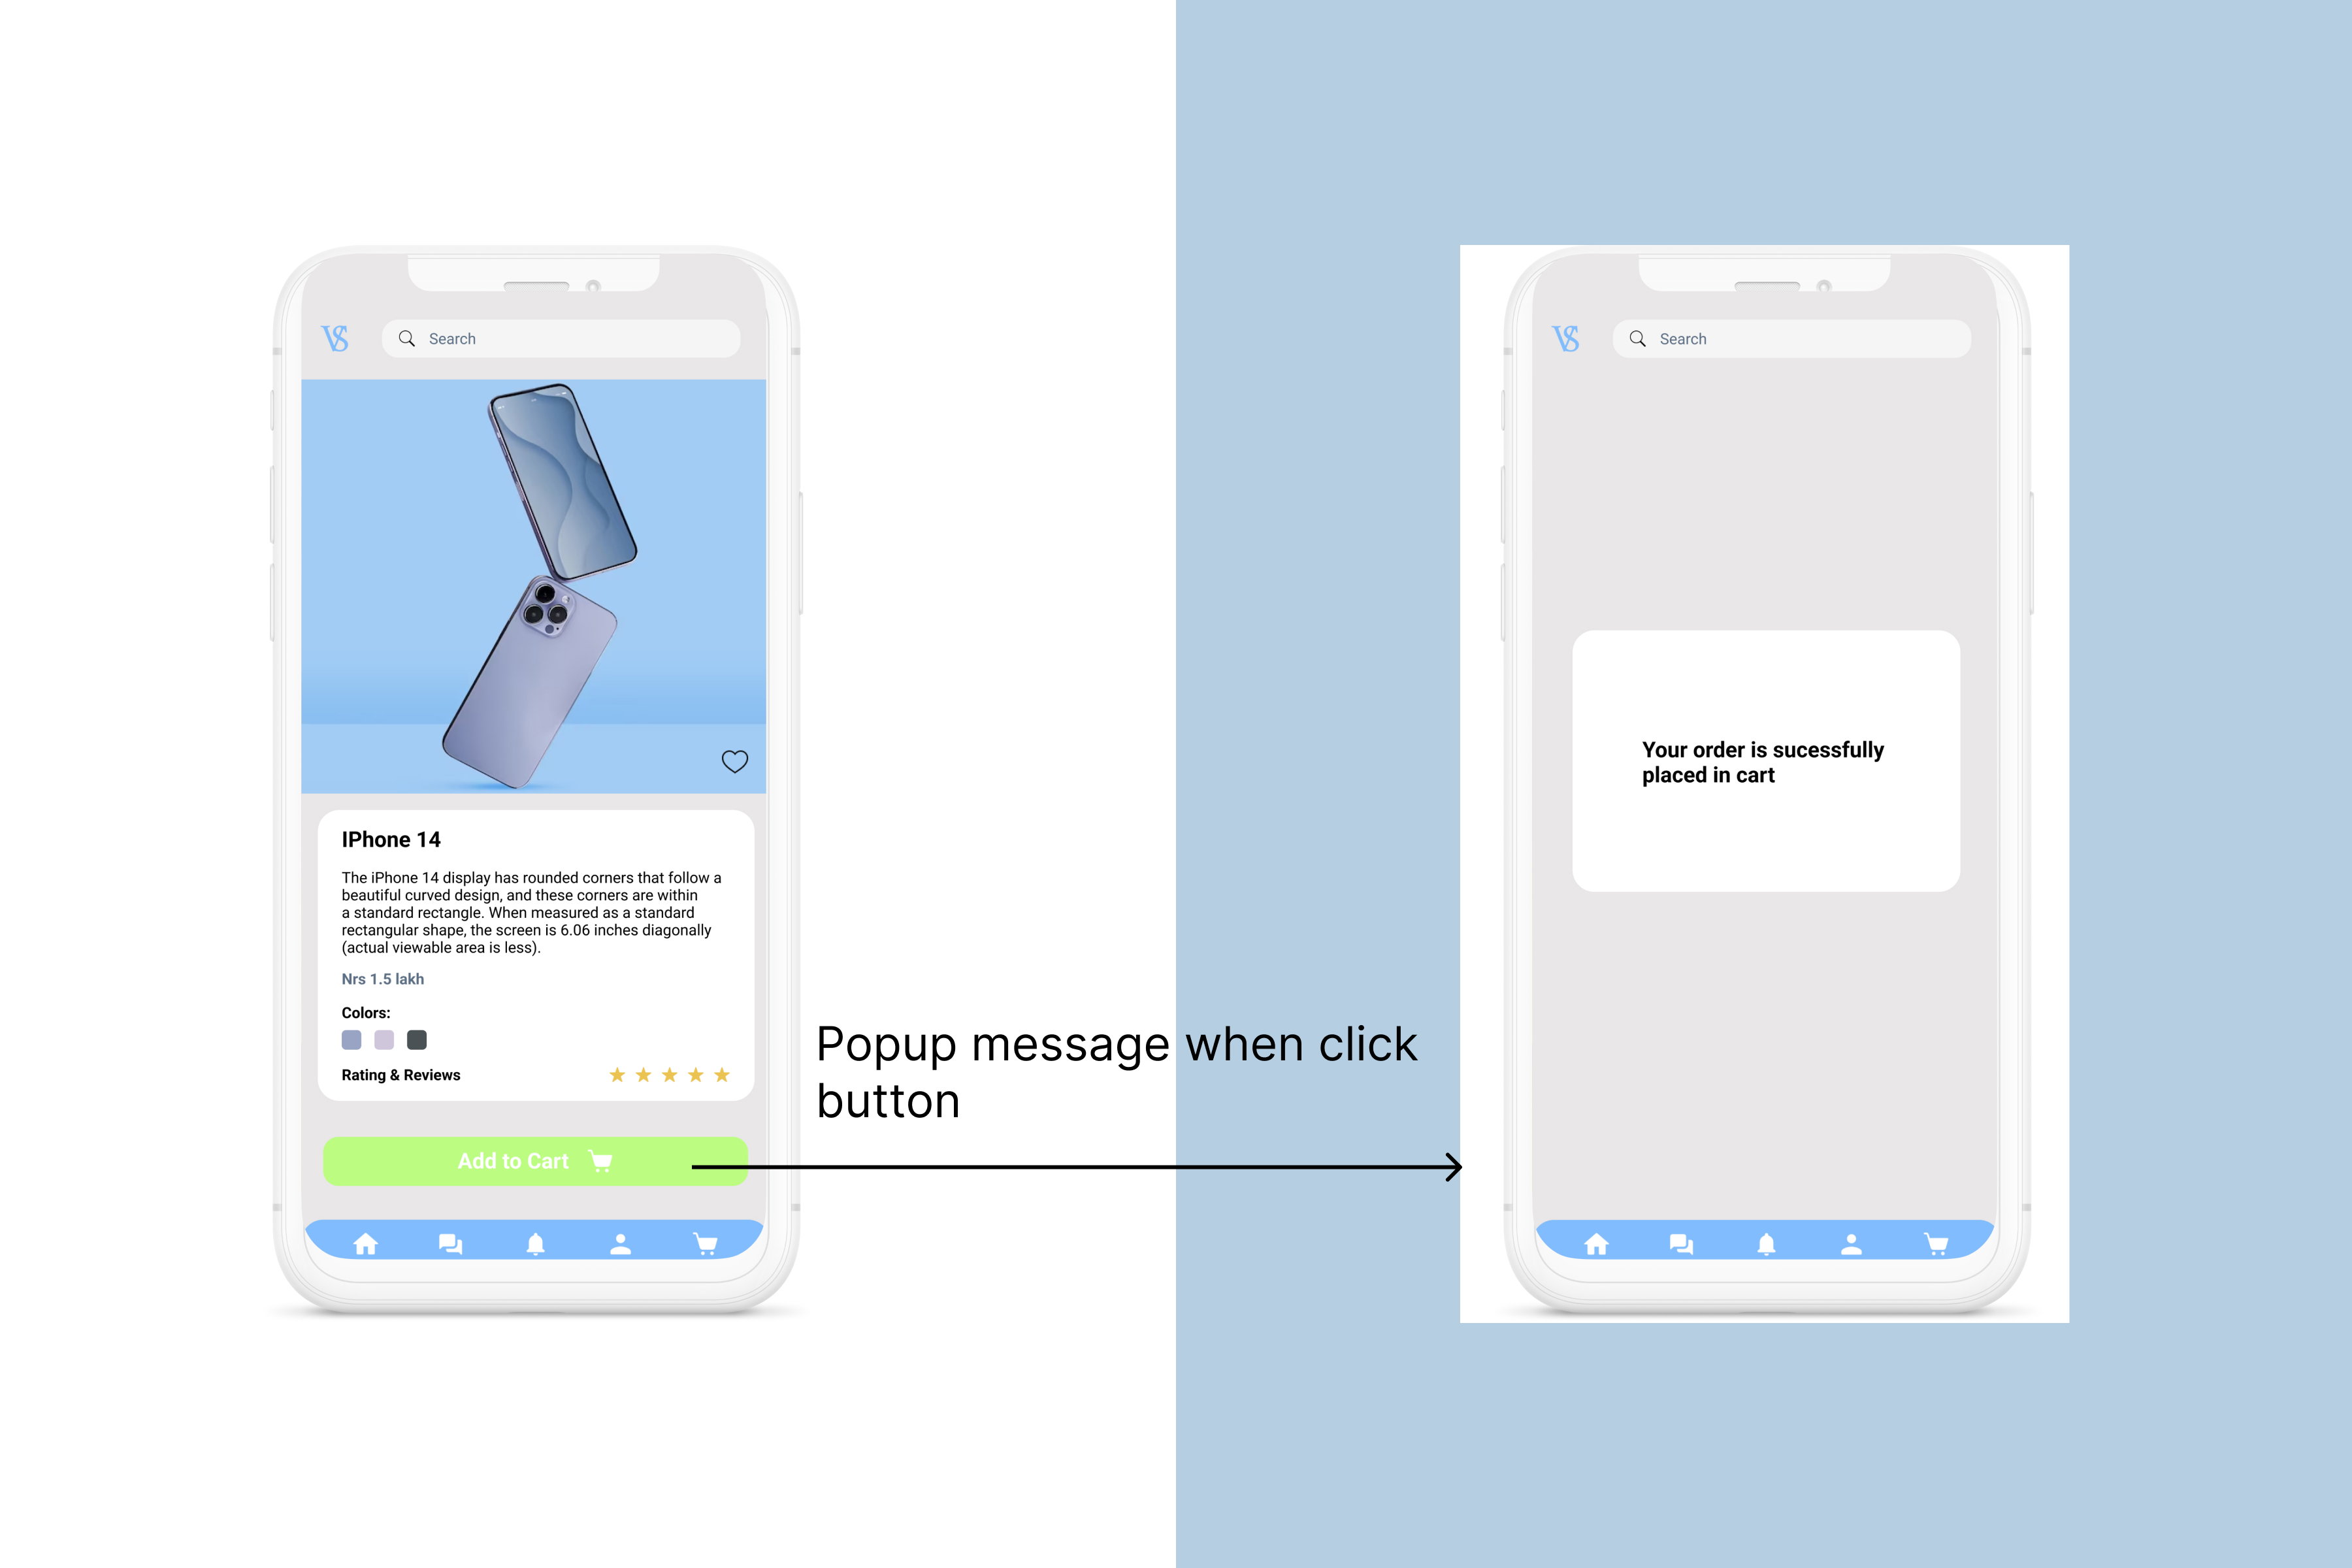 VS
Search
IPhone 14
The iPhone 14 display has rounded corners that follow a
beautiful curved design, and these corners are within
a standard rectangle. When measured as a standard
rectangular shape, the screen is 6.06 inches diagonally
(actual viewable area is less).
Nrs 1.5 lakh
Colors:
Rating & Reviews
Add to Cart
Popup message when click
button
VS
Search
Your order is sucessfully
placed in cart